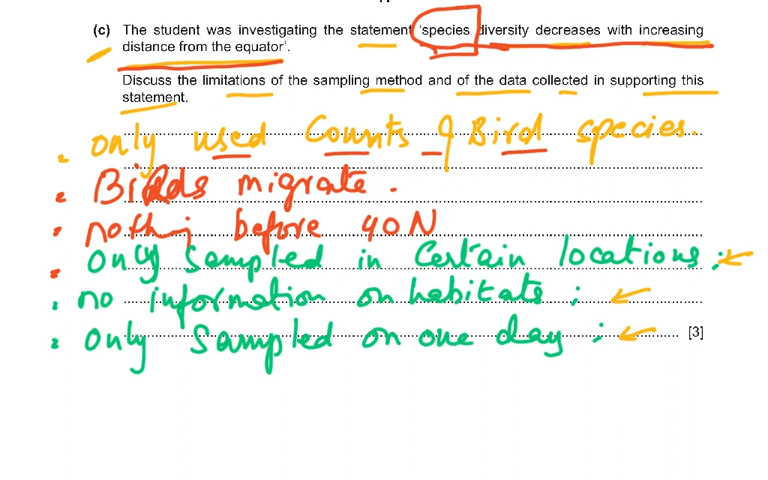 (c) The student was investigating the statement 'species diversity decreases with increasing
distance from the equator'.
Discuss the limitations of the sampling method and of the data collected in supporting this
statement.
only used Counts of Bird species.
Birds migrate.
nothing before 40N
only sampled in certain locations;
no information on habitats;
only sampled on one day;
[3]